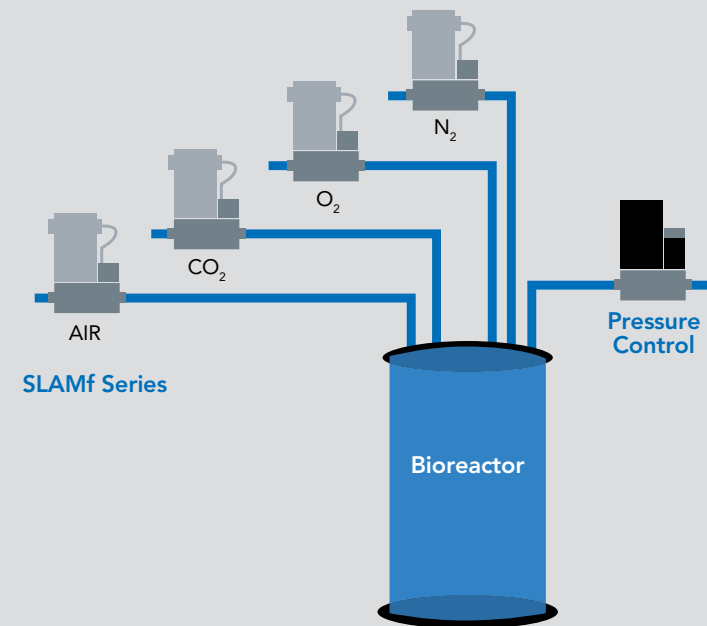 N₂
O₂
CO₂
AIR
Pressure
Control
SLAMf Series
Bioreactor